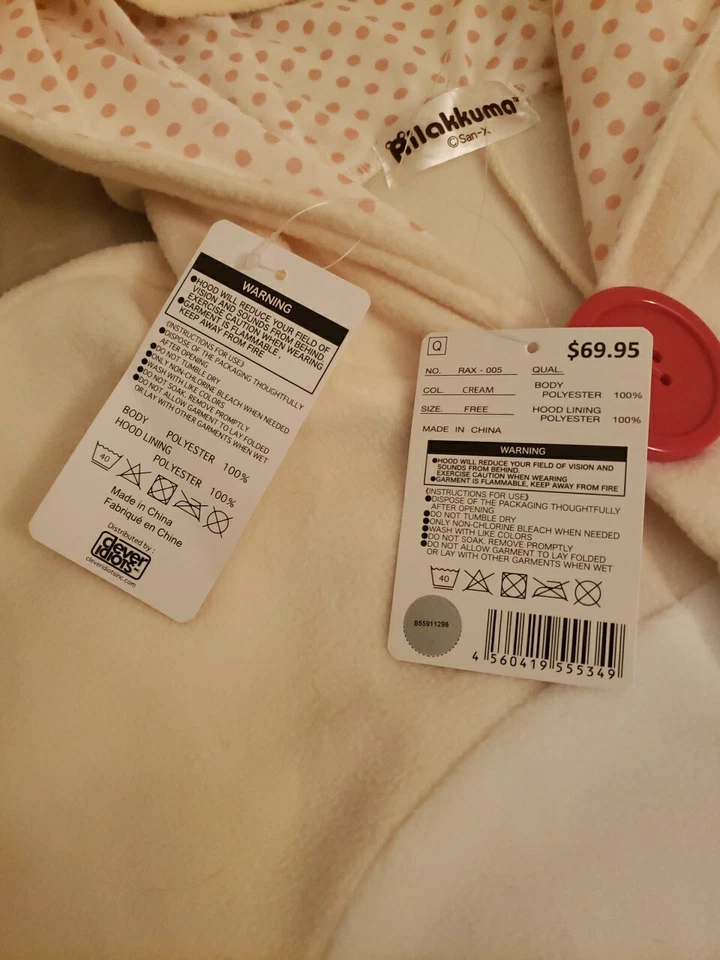 Rilakkuma™
©San-X
WARNING
●HOOD WILL REDUCE YOUR FIELD OF
VISION AND SOUNDS FROM BEHIND
EXERCISE CAUTION WHEN WEARING
●GARMENT IS FLAMMABLE,
KEEP AWAY FROM FIRE
《INSTRUCTIONS FOR USE》
●DISPOSE OF THE PACKAGING THOUGHTFULLY
AFTER OPENING
●DO NOT TUMBLE DRY
●ONLY NON-CHLORINE BLEACH WHEN NEEDED
●WASH WITH LIKE COLORS
●DO NOT SOAK, REMOVE PROMPTLY
●DO NOT ALLOW GARMENT TO LAY FOLDED
OR LAY WITH OTHER GARMENTS WHEN WET
BODY POLYESTER 100%
HOOD LINING
POLYESTER 100%
40
Made in China
Fabriqué en Chine
Distributed by :
Clever
Idiots™
cleveridiotsinc.com
Q $69.95
NO. RAX - 005 QUAL.
COL. CREAM BODY
POLYESTER 100%
SIZE. FREE HOOD LINING
POLYESTER 100%
MADE IN CHINA
WARNING
●HOOD WILL REDUCE YOUR FIELD OF VISION AND
SOUNDS FROM BEHIND.
EXERCISE CAUTION WHEN WEARING
●GARMENT IS FLAMMABLE, KEEP AWAY FROM FIRE
《INSTRUCTIONS FOR USE》
●DISPOSE OF THE PACKAGING THOUGHTFULLY
AFTER OPENING
●DO NOT TUMBLE DRY
●ONLY NON-CHLORINE BLEACH WHEN NEEDED
●WASH WITH LIKE COLORS
●DO NOT SOAK. REMOVE PROMPTLY
●DO NOT ALLOW GARMENT TO LAY FOLDED
OR LAY WITH OTHER GARMENTS WHEN WET
40
B55911298
4 560419 555349